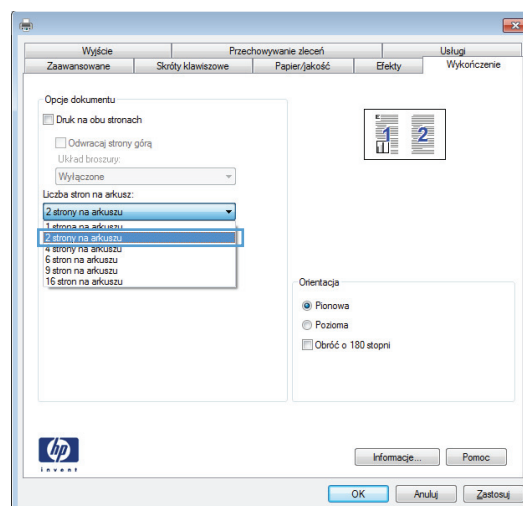 Wyjście
Przechowywanie zleceń
Usługi
Zaawansowane
Skróty klawiszowe
Papier/jakość
Efekty
Wykończenie
Opcje dokumentu
Druk na obu stronach
Odwracaj strony górą
Układ broszury:
Wyłączone
Liczba stron na arkusz:
2 strony na arkuszu
1 strona na arkuszu
2 strony na arkuszu
4 strony na arkuszu
6 stron na arkuszu
9 stron na arkuszu
16 stron na arkuszu
1 2
Orientacja
Pionowa
Pozioma
Obróć o 180 stopni
hp
invent
Informacje...
Pomoc
OK
Anuluj
Zastosuj